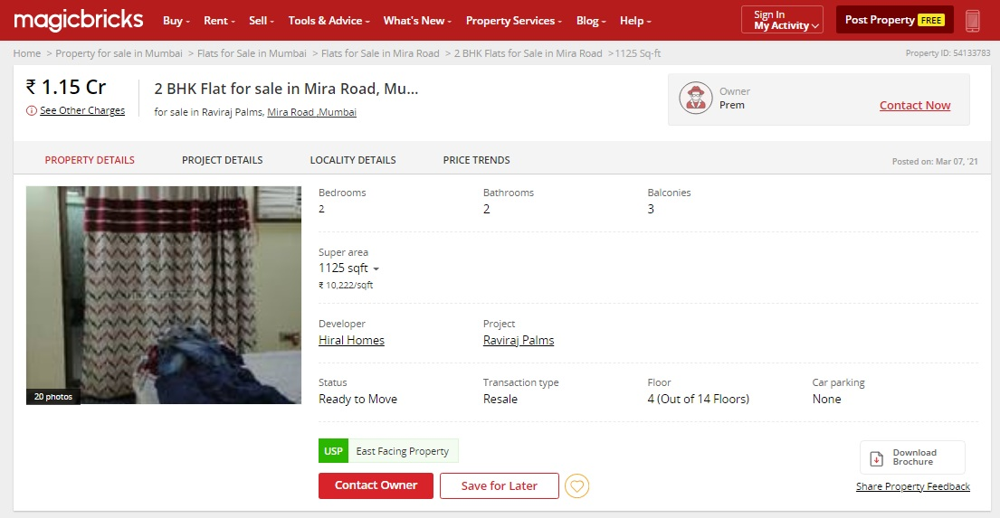 magicbricks
Buy Rent Sell Tools & Advice What's New Property Services Blog Help
Sign In
My Activity
Post Property FREE
Home > Property for sale in Mumbai > Flats for Sale in Mumbai > Flats for Sale in Mira Road > 2 BHK Flats for Sale in Mira Road >1125 Sq-ft
Property ID: 54133783
₹ 1.15 Cr
See Other Charges
2 BHK Flat for sale in Mira Road, Mu...
for sale in Raviraj Palms, Mira Road ,Mumbai
Owner
Prem
Contact Now
PROPERTY DETAILS PROJECT DETAILS LOCALITY DETAILS PRICE TRENDS
Posted on: Mar 07, '21
20 photos
Bedrooms Bathrooms Balconies
2 2 3
Super area
1125 sqft
₹ 10,222/sqft
Developer Project
Hiral Homes Raviraj Palms
Status Transaction type Floor Car parking
Ready to Move Resale 4 (Out of 14 Floors) None
USP East Facing Property
Contact Owner Save for Later
Download
Brochure
Share Property Feedback